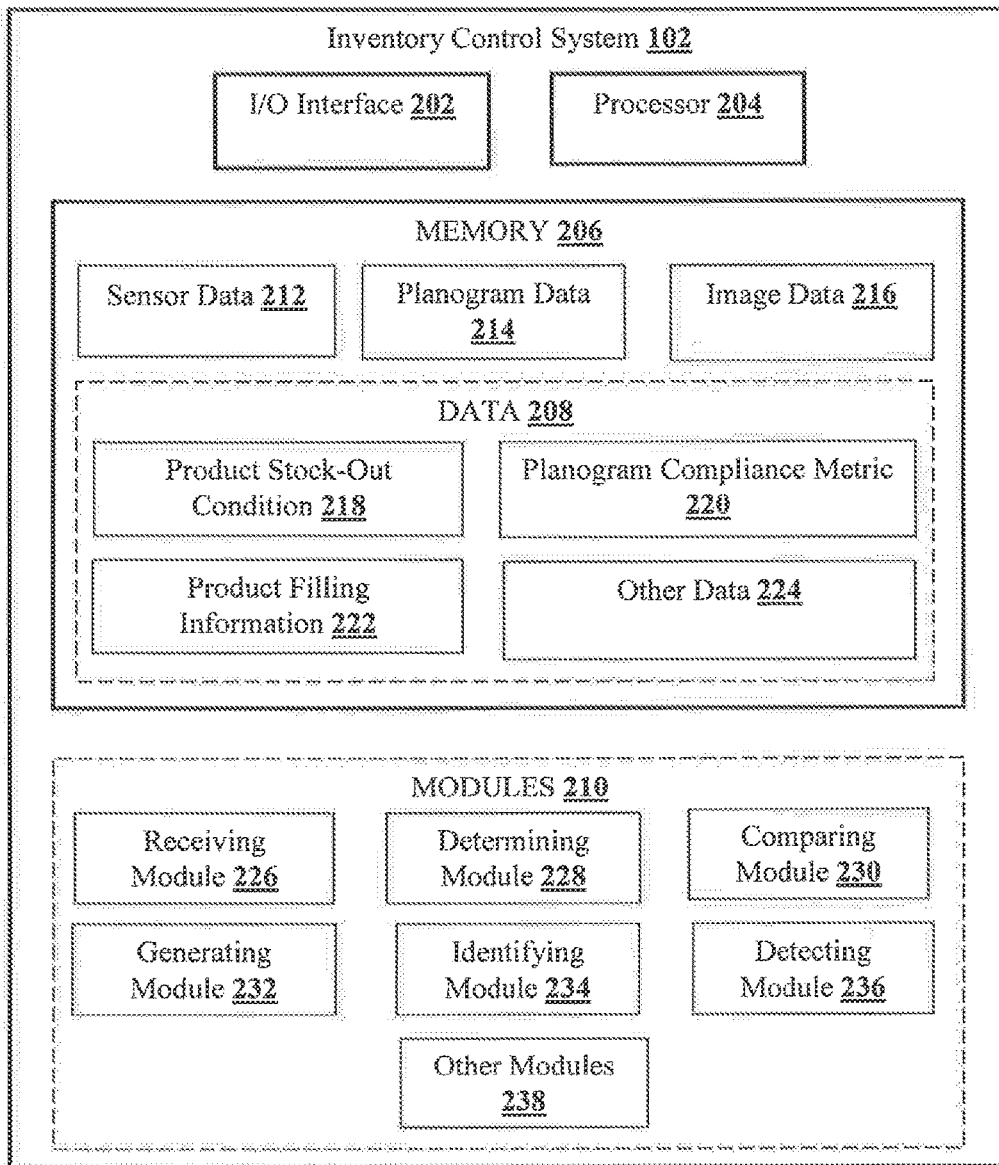 Inventory Control System 102
I/O Interface 202
Processor 204
MEMORY 206
Sensor Data 212
Planogram Data
214
Image Data 216
DATA 208
Product Stock-Out
Condition 218
Planogram Compliance Metric
220
Product Filling
Information 222
Other Data 224
MODULES 210
Receiving
Module 226
Determining
Module 228
Comparing
Module 230
Generating
Module 232
Identifying
Module 234
Detecting
Module 236
Other Modules
238